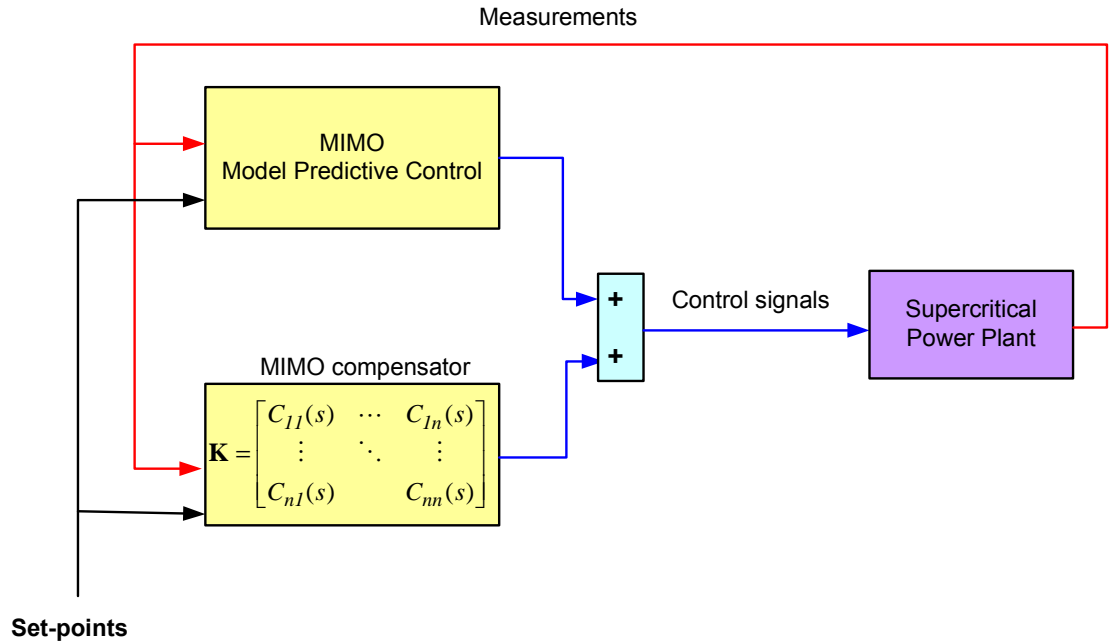 Measurements
MIMO
Model Predictive Control
+
+
Control signals
Supercritical
Power Plant
MIMO compensator
K = [C11(s) ⋯ C1n(s)
⋮ ⋱ ⋮
Cn1(s) Cnn(s)]
Set-points